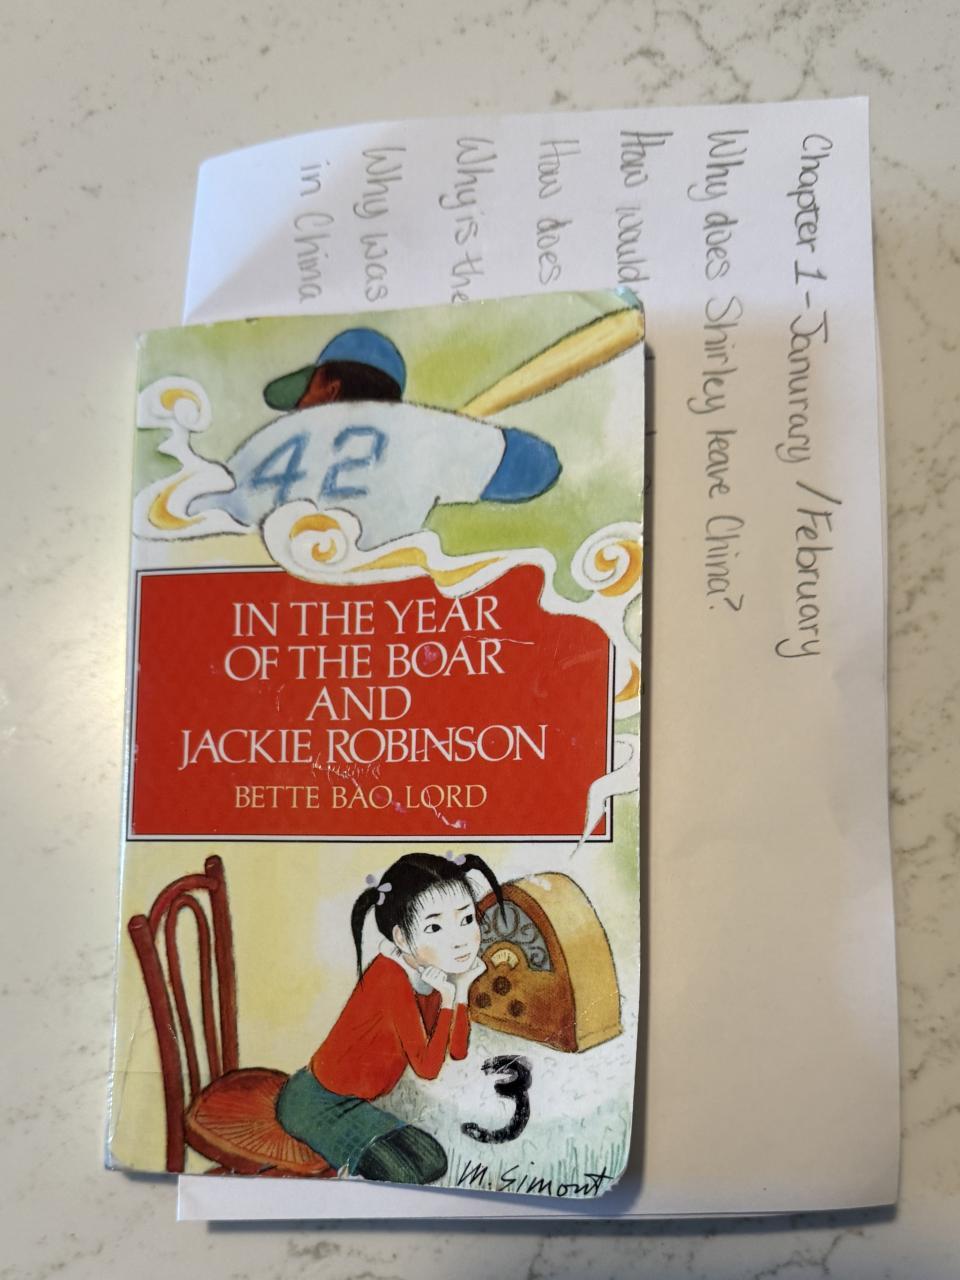 Chapter 1 - Janurary / February
Why does Shirley leave China?
How would
How does
Why is the
Why was
in China
42
IN THE YEAR
OF THE BOAR
AND
JACKIE ROBINSON
BETTE BAO LORD
3
M. Simont